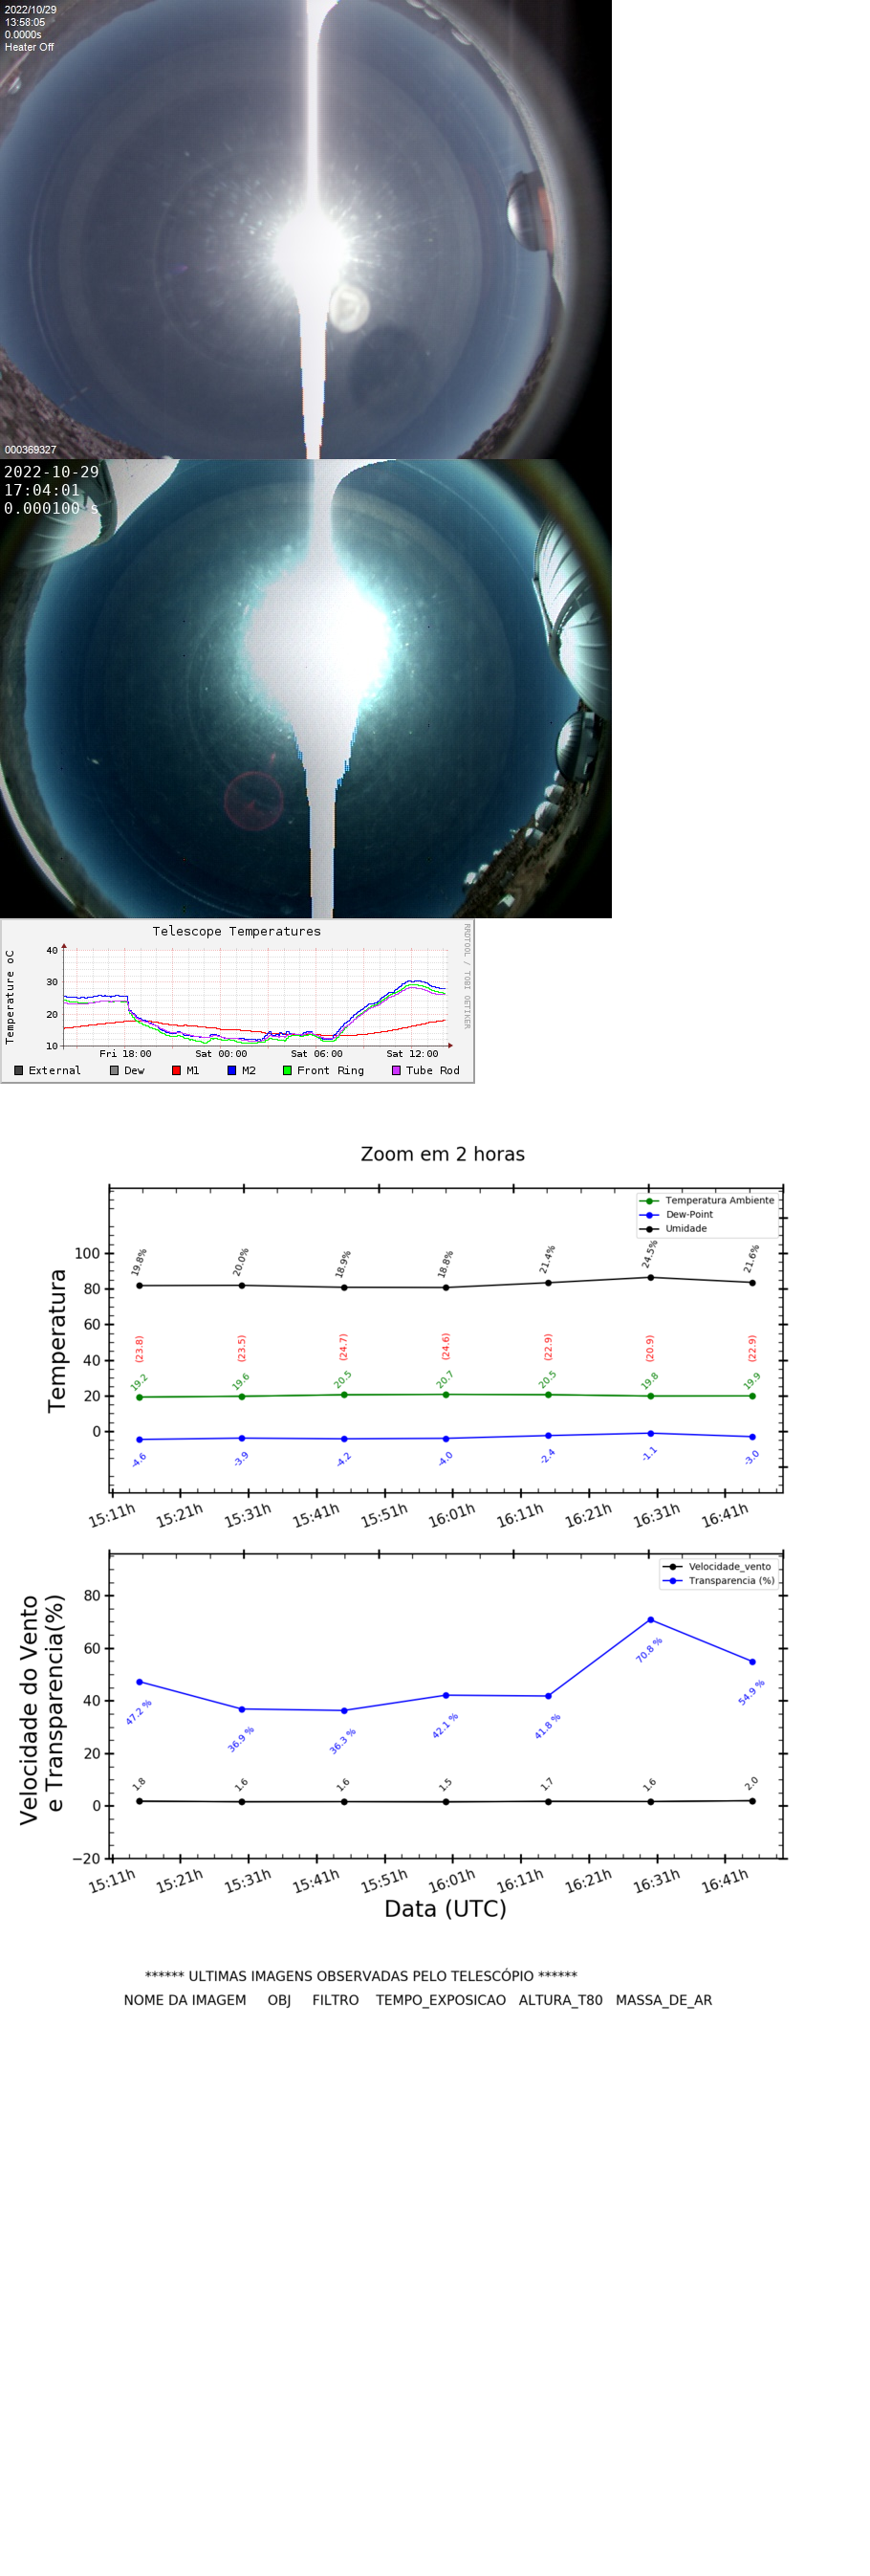 2022/10/29
13:58:05
0.0000s
Heater Off
000369327
2022-10-29
17:04:01
0.000100 s
Telescope Temperatures
RRDTOOL / TOBI OETIKER
Temperature oC
40
30
20
10
Fri 18:00 Sat 00:00 Sat 06:00 Sat 12:00
External Dew M1 M2 Front Ring Tube Rod
Zoom em 2 horas
Temperatura Ambiente
Dew-Point
Umidade
Temperatura
100
80
60
40
20
0
19.8% 20.0% 18.9% 18.8% 21.4% 24.5% 21.6%
(23.8) (23.5) (24.7) (24.6) (22.9) (20.9) (22.9)
19.2 19.6 20.5 20.7 20.5 19.8 19.9
-4.6 -3.9 -4.2 -4.0 -2.4 -1.1 -3.0
15:11h 15:21h 15:31h 15:41h 15:51h 16:01h 16:11h 16:21h 16:31h 16:41h
Velocidade_vento
Transparencia (%)
Velocidade do Vento
e Transparencia(%)
80
60
40
20
0
−20
47.2 % 36.9 % 36.3 % 42.1 % 41.8 % 70.8 % 54.9 %
1.8 1.6 1.6 1.5 1.7 1.6 2.0
15:11h 15:21h 15:31h 15:41h 15:51h 16:01h 16:11h 16:21h 16:31h 16:41h
Data (UTC)
****** ULTIMAS IMAGENS OBSERVADAS PELO TELESCÓPIO ******
NOME DA IMAGEM OBJ FILTRO TEMPO_EXPOSICAO ALTURA_T80 MASSA_DE_AR